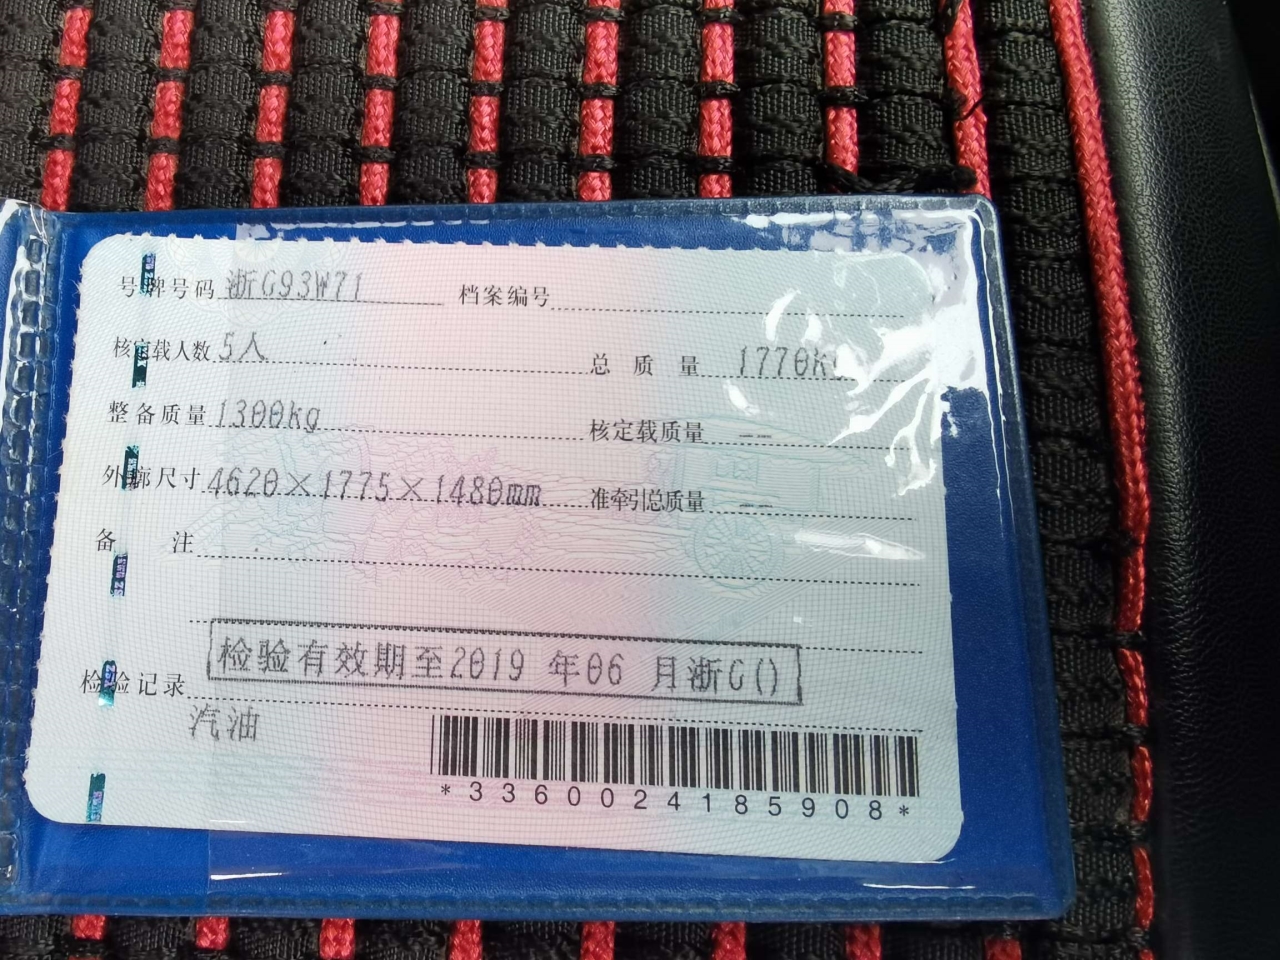 号牌号码 浙G93W71 档案编号
核定载人数 5人 总质量 1770kg
整备质量 1300kg 核定载质量 —
外廓尺寸 4620×1775×1480mm 准牵引总质量 —
备注
检验记录 检验有效期至2019年06月浙G()
汽油
*3360024185908*